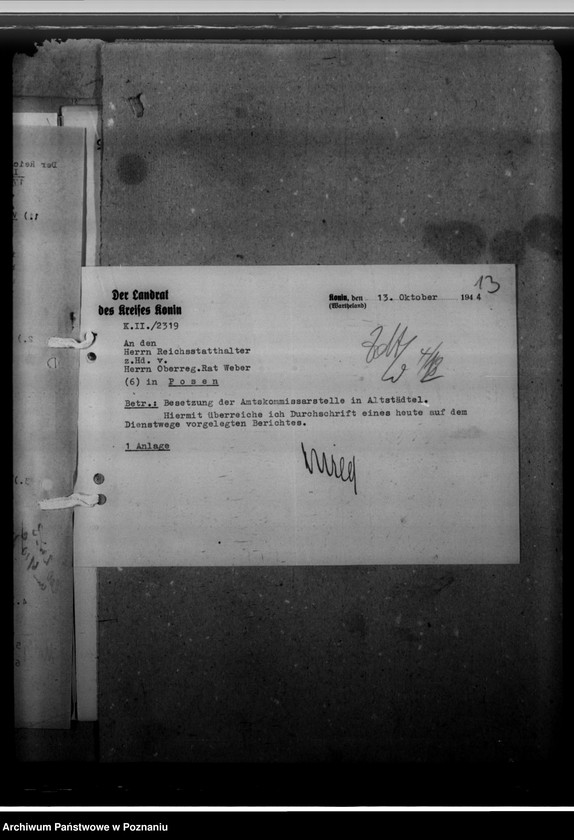 13
Der Landrat
des Kreises Konin
Konin, den 13. Oktober 1944
(Wartheland)
K.II./2319
An den
Herrn Reichsstatthalter
z.Hd. v.
Herrn Oberreg.Rat Weber
(6) in Posen
Betr.: Besetzung der Amtskommissarstelle in Altstädtel.
Hiermit überreiche ich Durchschrift eines heute auf dem
Dienstwege vorgelegten Berichtes.
1 Anlage
Archiwum Państwowe w Poznaniu